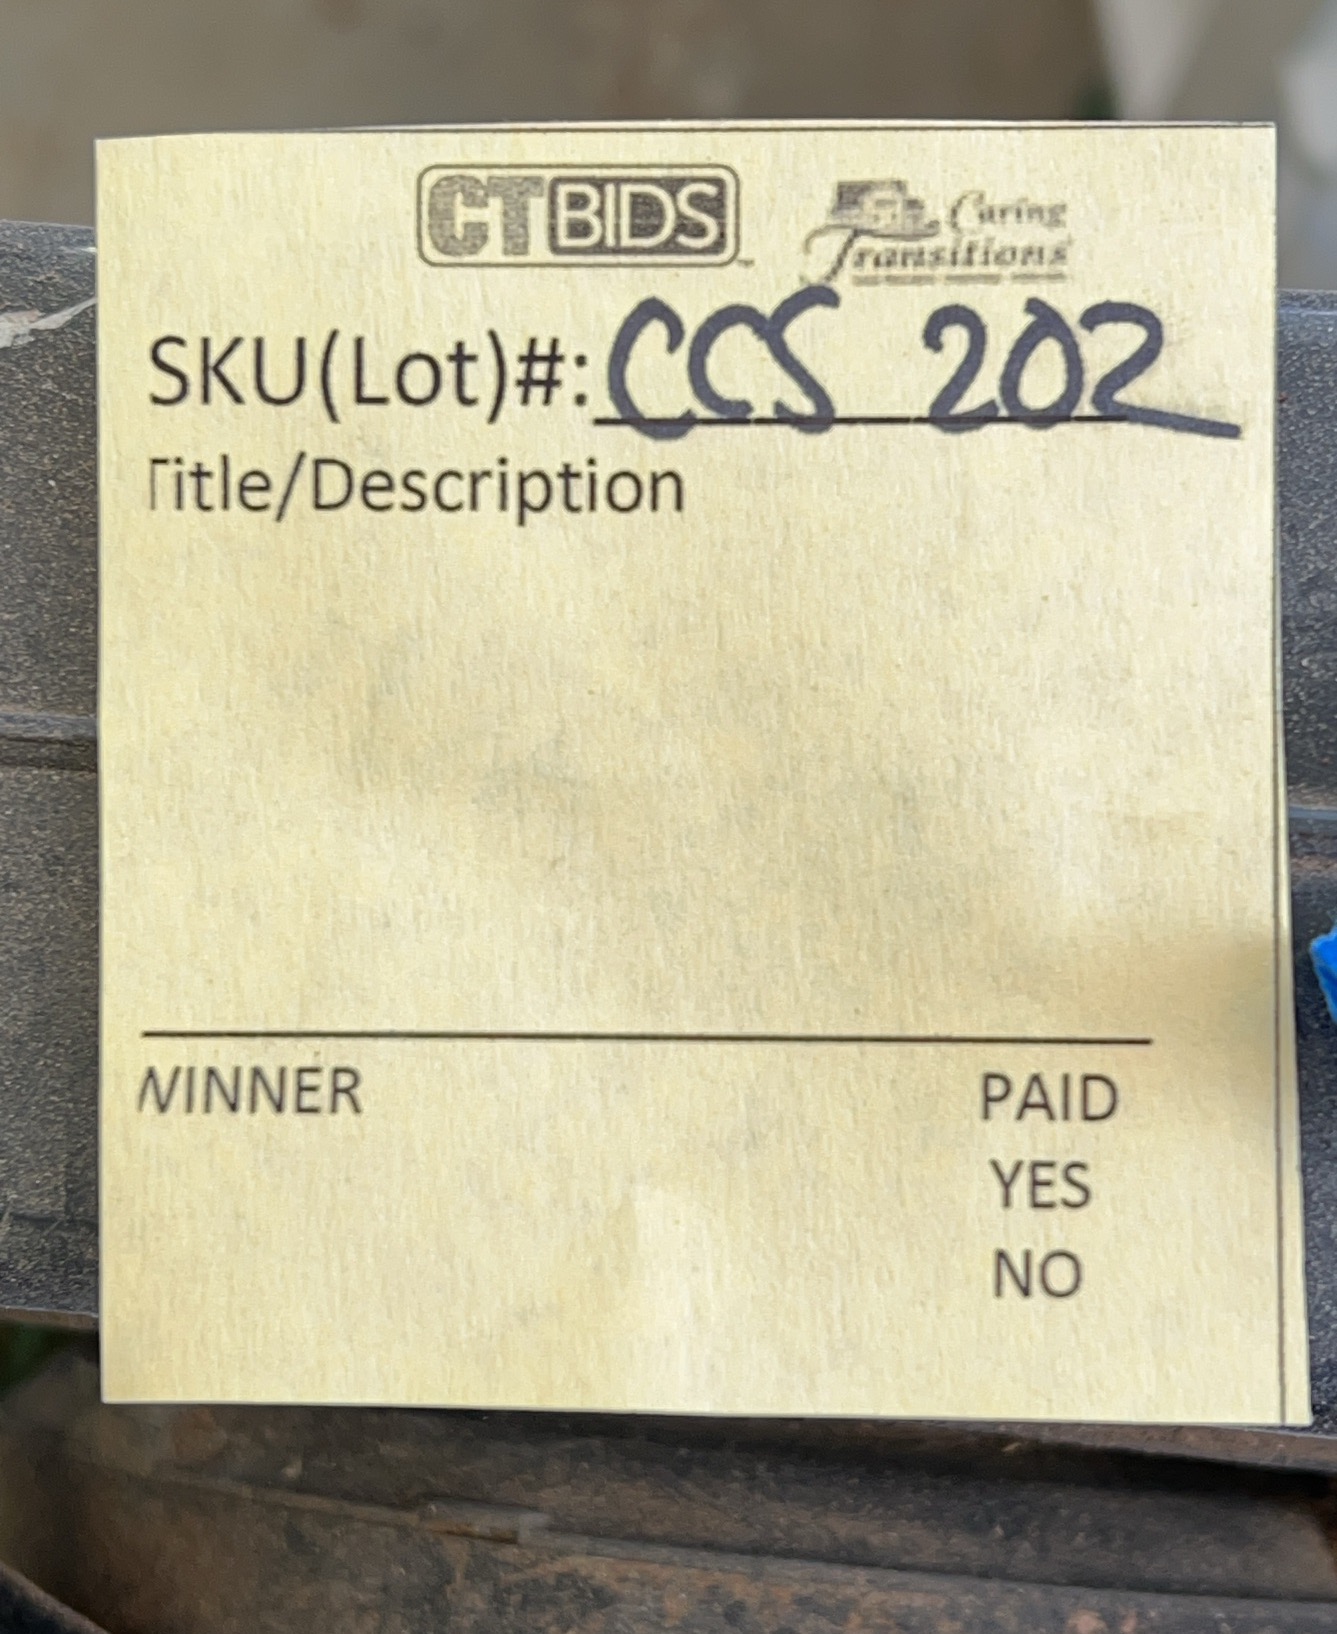 CTBIDS
Caring
Transitions
SKU(Lot)#: CCS 202
Title/Description
WINNER PAID
YES
NO